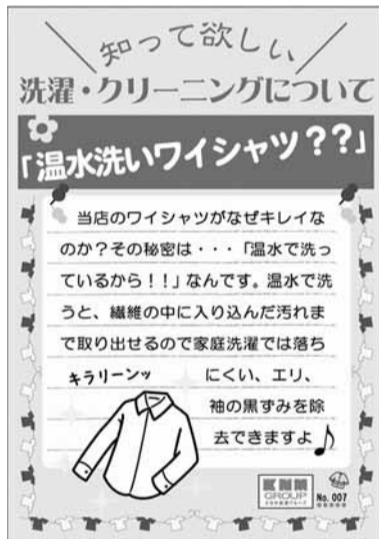 知って欲しい、
洗濯・クリーニングについて
「温水洗いワイシャツ??」
当店のワイシャツがなぜキレイな
のか?その秘密は・・・「温水で洗っ
ているから!!」なんです。温水で洗
うと、繊維の中に入り込んだ汚れま
で取り出せるので家庭洗濯では落ち
にくい、エリ、
キラリーンッ
袖の黒ずみを除
去できますよ♪
KNM
GROUP
No. 007